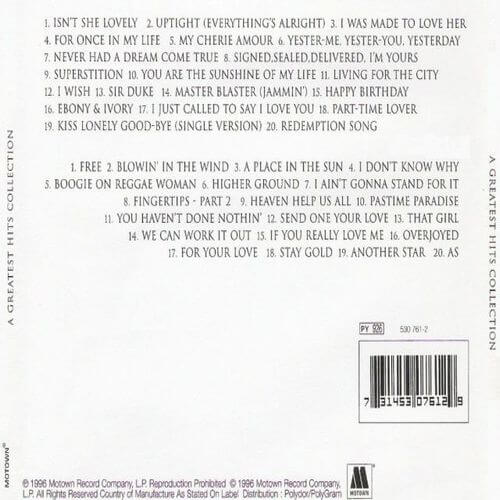 1. ISN'T SHE LOVELY 2. UPTIGHT (EVERYTHING'S ALRIGHT) 3. I WAS MADE TO LOVE HER
4. FOR ONCE IN MY LIFE 5. MY CHERIE AMOUR 6. YESTER-ME, YESTER-YOU, YESTERDAY
7. NEVER HAD A DREAM COME TRUE 8. SIGNED,SEALED,DELIVERED, I'M YOURS
9. SUPERSTITION 10. YOU ARE THE SUNSHINE OF MY LIFE 11. LIVING FOR THE CITY
12. I WISH 13. SIR DUKE 14. MASTER BLASTER (JAMMIN') 15. HAPPY BIRTHDAY
16. EBONY & IVORY 17. I JUST CALLED TO SAY I LOVE YOU 18. PART-TIME LOVER
19. KISS LONELY GOOD-BYE (SINGLE VERSION) 20. REDEMPTION SONG
1. FREE 2. BLOWIN' IN THE WIND 3. A PLACE IN THE SUN 4. I DON'T KNOW WHY
5. BOOGIE ON REGGAE WOMAN 6. HIGHER GROUND 7. I AIN'T GONNA STAND FOR IT
8. FINGERTIPS - PART 2 9. HEAVEN HELP US ALL 10. PASTIME PARADISE
11. YOU HAVEN'T DONE NOTHIN' 12. SEND ONE YOUR LOVE 13. THAT GIRL
14. WE CAN WORK IT OUT 15. IF YOU REALLY LOVE ME 16. OVERJOYED
17. FOR YOUR LOVE 18. STAY GOLD 19. ANOTHER STAR 20. AS
A GREATEST HITS COLLECTION
A GREATEST HITS COLLECTION
PY 926 920 530 761-2
7 31453 07612 9
MOTOWN®
M
MOTOWN
℗ 1996 Motown Record Company, L.P. Reproduction Prohibited © 1996 Motown Record Company,
L.P. All Rights Reserved Country of Manufacture As Stated On Label Distribution : Polydor/PolyGram